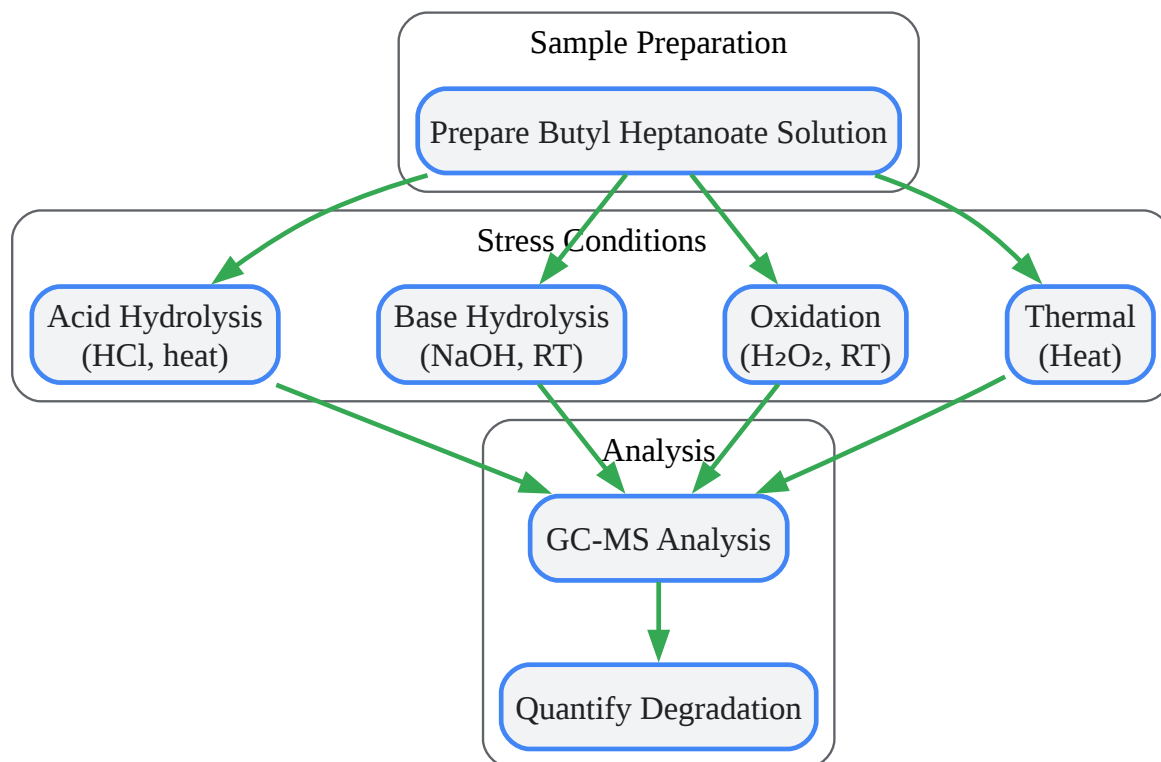 Sample Preparation
Prepare Butyl Heptanoate Solution
Stress Conditions
Acid Hydrolysis
(HCl, heat)
Base Hydrolysis
(NaOH, RT)
Oxidation
(H₂O₂, RT)
Thermal
(Heat)
Analysis
GC-MS Analysis
Quantify Degradation